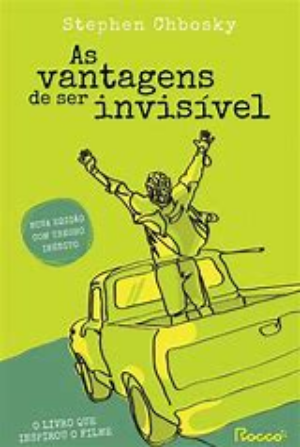 Stephen Chbosky
As
vantagens
de ser invisível
NOVA EDIÇÃO
COM TRECHO
INÉDITO
O LIVRO QUE
INSPIROU O FILME
Rocco